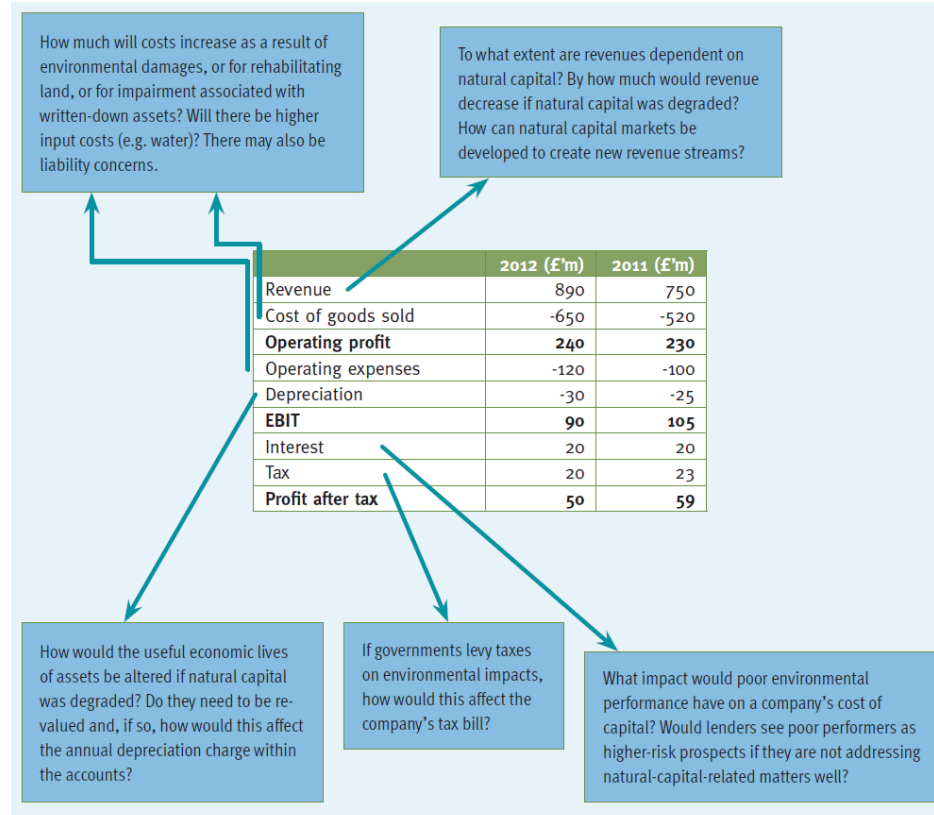 How much will costs increase as a result of
environmental damages, or for rehabilitating
land, or for impairment associated with
written-down assets? Will there be higher
input costs (e.g. water)? There may also be
liability concerns.
To what extent are revenues dependent on
natural capital? By how much would revenue
decrease if natural capital was degraded?
How can natural capital markets be
developed to create new revenue streams?
2012 (£’m) 2011 (£’m)
Revenue 890 750
Cost of goods sold -650 -520
Operating profit 240 230
Operating expenses -120 -100
Depreciation -30 -25
EBIT 90 105
Interest 20 20
Tax 20 23
Profit after tax 50 59
How would the useful economic lives
of assets be altered if natural capital
was degraded? Do they need to be re-
valued and, if so, how would this affect
the annual depreciation charge within
the accounts?
If governments levy taxes
on environmental impacts,
how would this affect the
company’s tax bill?
What impact would poor environmental
performance have on a company’s cost of
capital? Would lenders see poor performers as
higher-risk prospects if they are not addressing
natural-capital-related matters well?